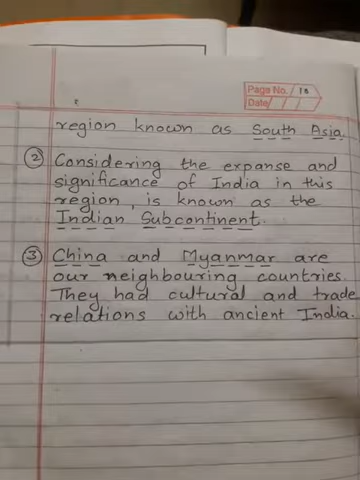 Page No. / 10
Date / / /
region known as South Asia.
② Considering the expanse and
significance of India in this
region, is known as the
Indian Subcontinent.
③ China and Myanmar are
our neighbouring countries.
They had cultural and trade
relations with ancient India.